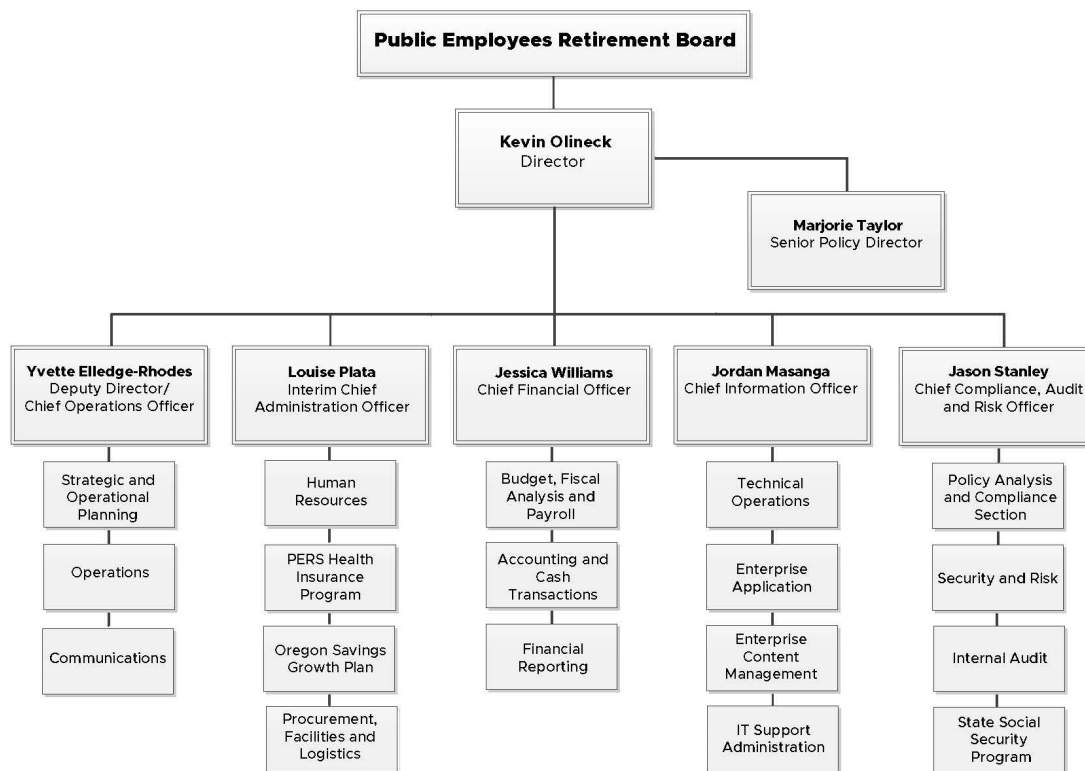 Public Employees Retirement Board
Kevin Olineck
Director
Marjorie Taylor
Senior Policy Director
Yvette Elledge-Rhodes
Deputy Director/
Chief Operations Officer
Louise Plata
Interim Chief
Administration Officer
Jessica Williams
Chief Financial Officer
Jordan Masanga
Chief Information Officer
Jason Stanley
Chief Compliance, Audit
and Risk Officer
Strategic and
Operational
Planning
Operations
Communications
Human
Resources
PERS Health
Insurance
Program
Oregon Savings
Growth Plan
Procurement,
Facilities and
Logistics
Budget, Fiscal
Analysis and
Payroll
Accounting and
Cash
Transactions
Financial
Reporting
Technical
Operations
Enterprise
Application
Enterprise
Content
Management
IT Support
Administration
Policy Analysis
and Compliance
Section
Security and Risk
Internal Audit
State Social
Security
Program